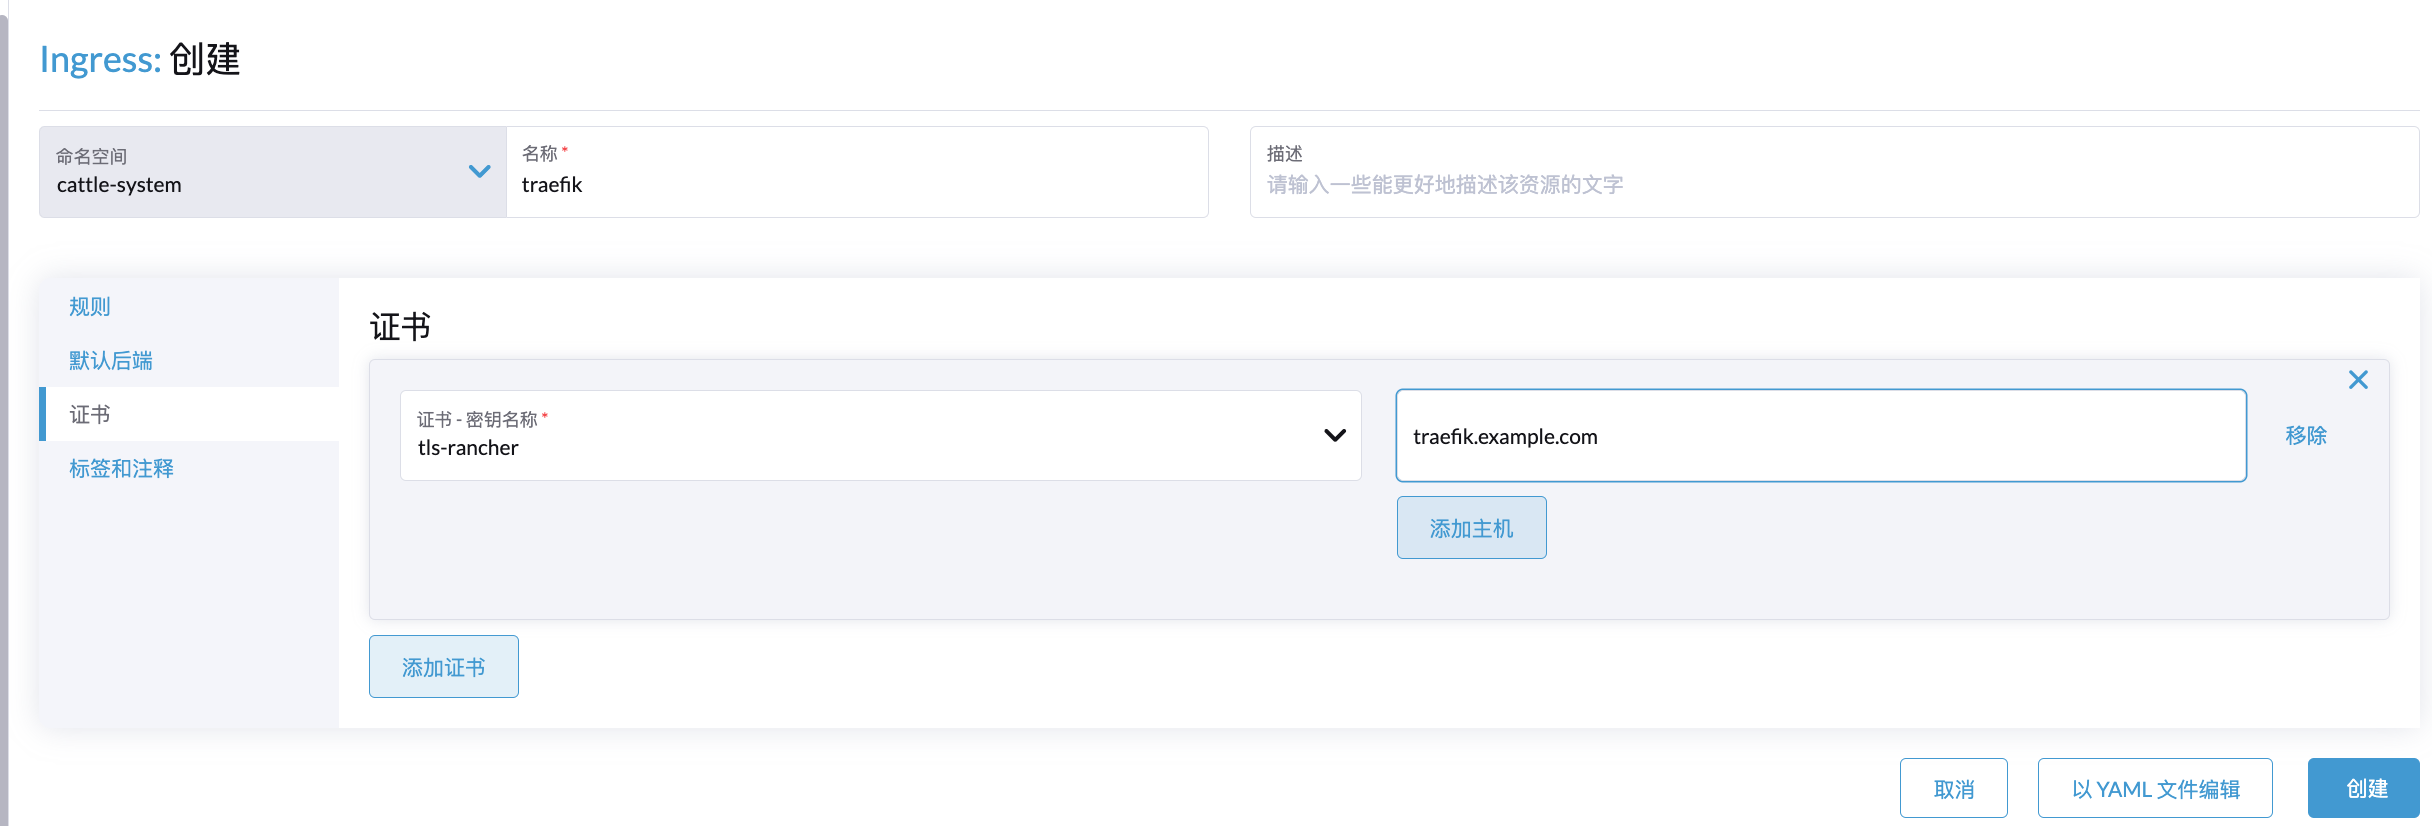 Ingress: 创建
命名空间
cattle-system
名称 *
traefik
描述
请输入一些能更好地描述该资源的文字
规则
默认后端
证书
标签和注释
证书
证书 - 密钥名称 *
tls-rancher
traefik.example.com
移除
添加主机
添加证书
取消
以 YAML 文件编辑
创建